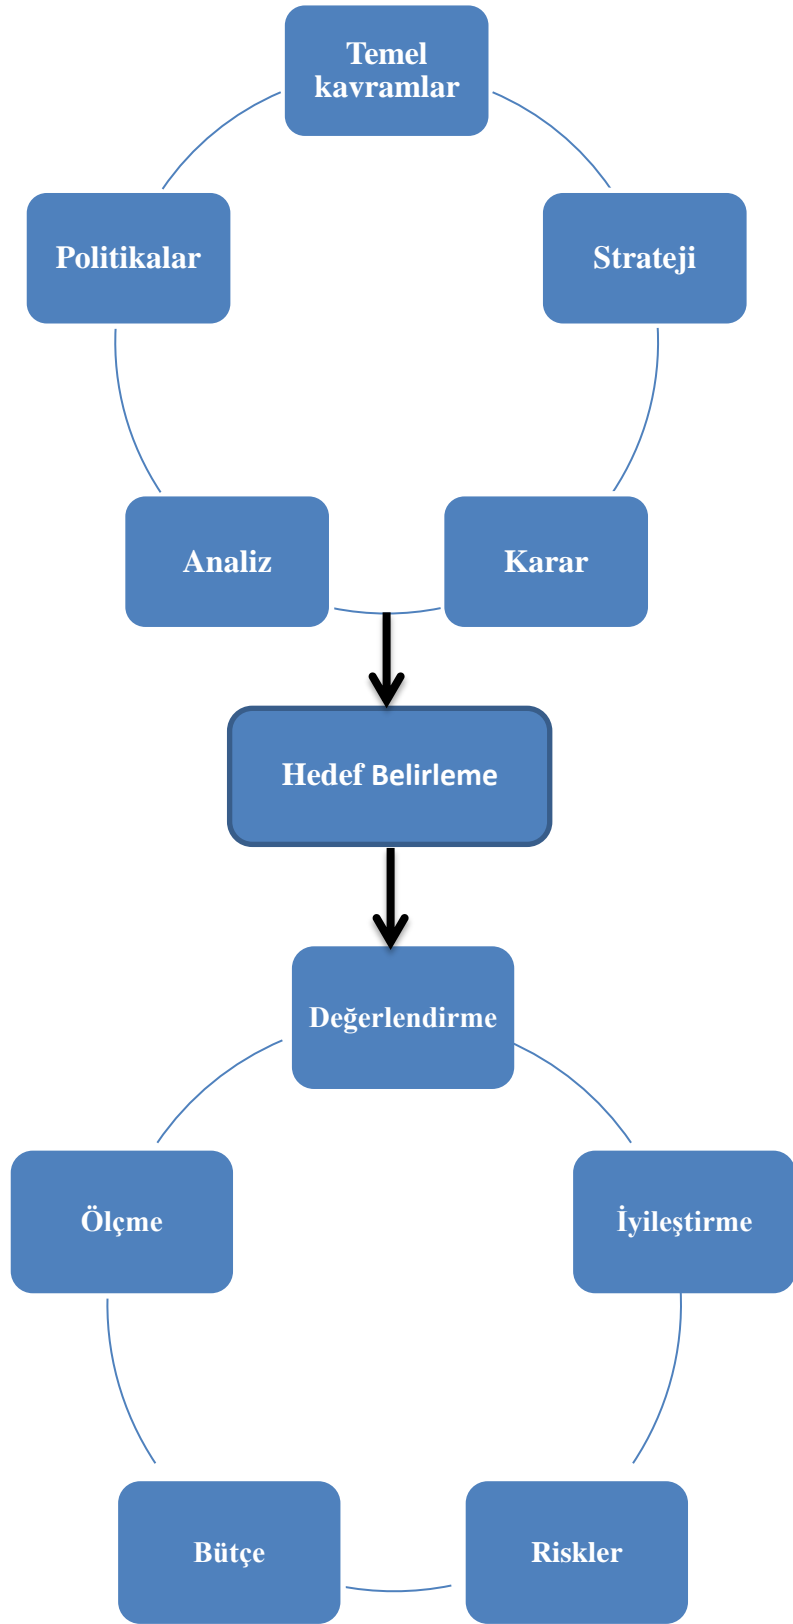 Temel
kavramlar
Politikalar
Strateji
Analiz
Karar
Hedef Belirleme
Değerlendirme
Ölçme
İyileştirme
Bütçe
Riskler